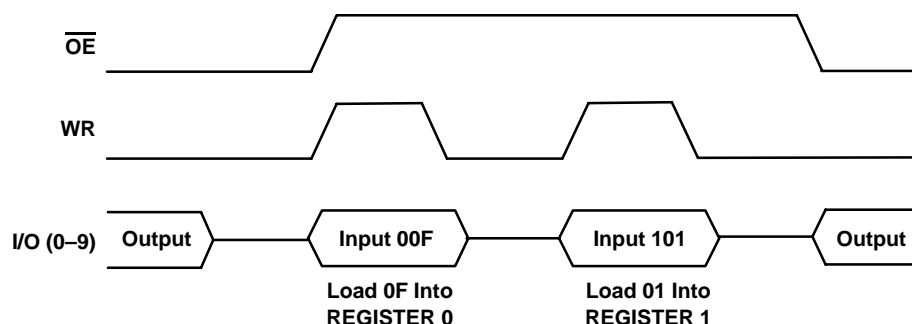 O̅E̅
WR
I/O (0–9)
Output
Input 00F
Input 101
Output
Load 0F Into
REGISTER 0
Load 01 Into
REGISTER 1